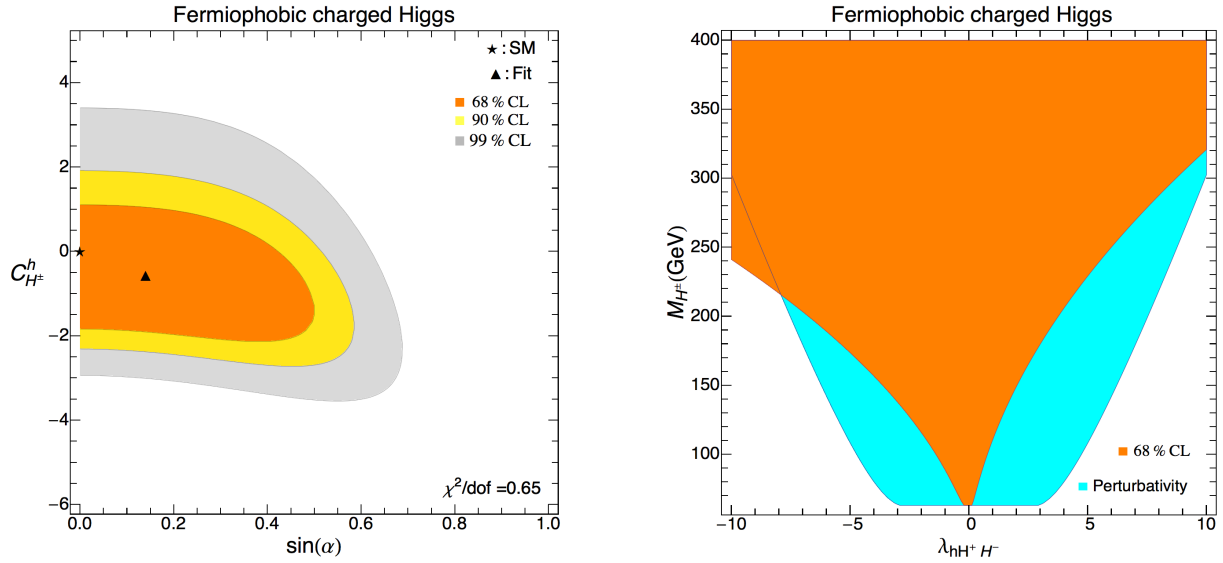 Fermiophobic charged Higgs
★ : SM
▲ : Fit
68 % CL
90 % CL
99 % CL
4
2
0
−2
−4
−6
C^h_{H^±}
χ²/dof =0.65
0.0 0.2 0.4 0.6 0.8 1.0
sin(α)
Fermiophobic charged Higgs
400
350
300
250
200
150
100
M_{H^±}(GeV)
68 % CL
Perturbativity
−10 −5 0 5 10
λ_{hH⁺ H⁻}